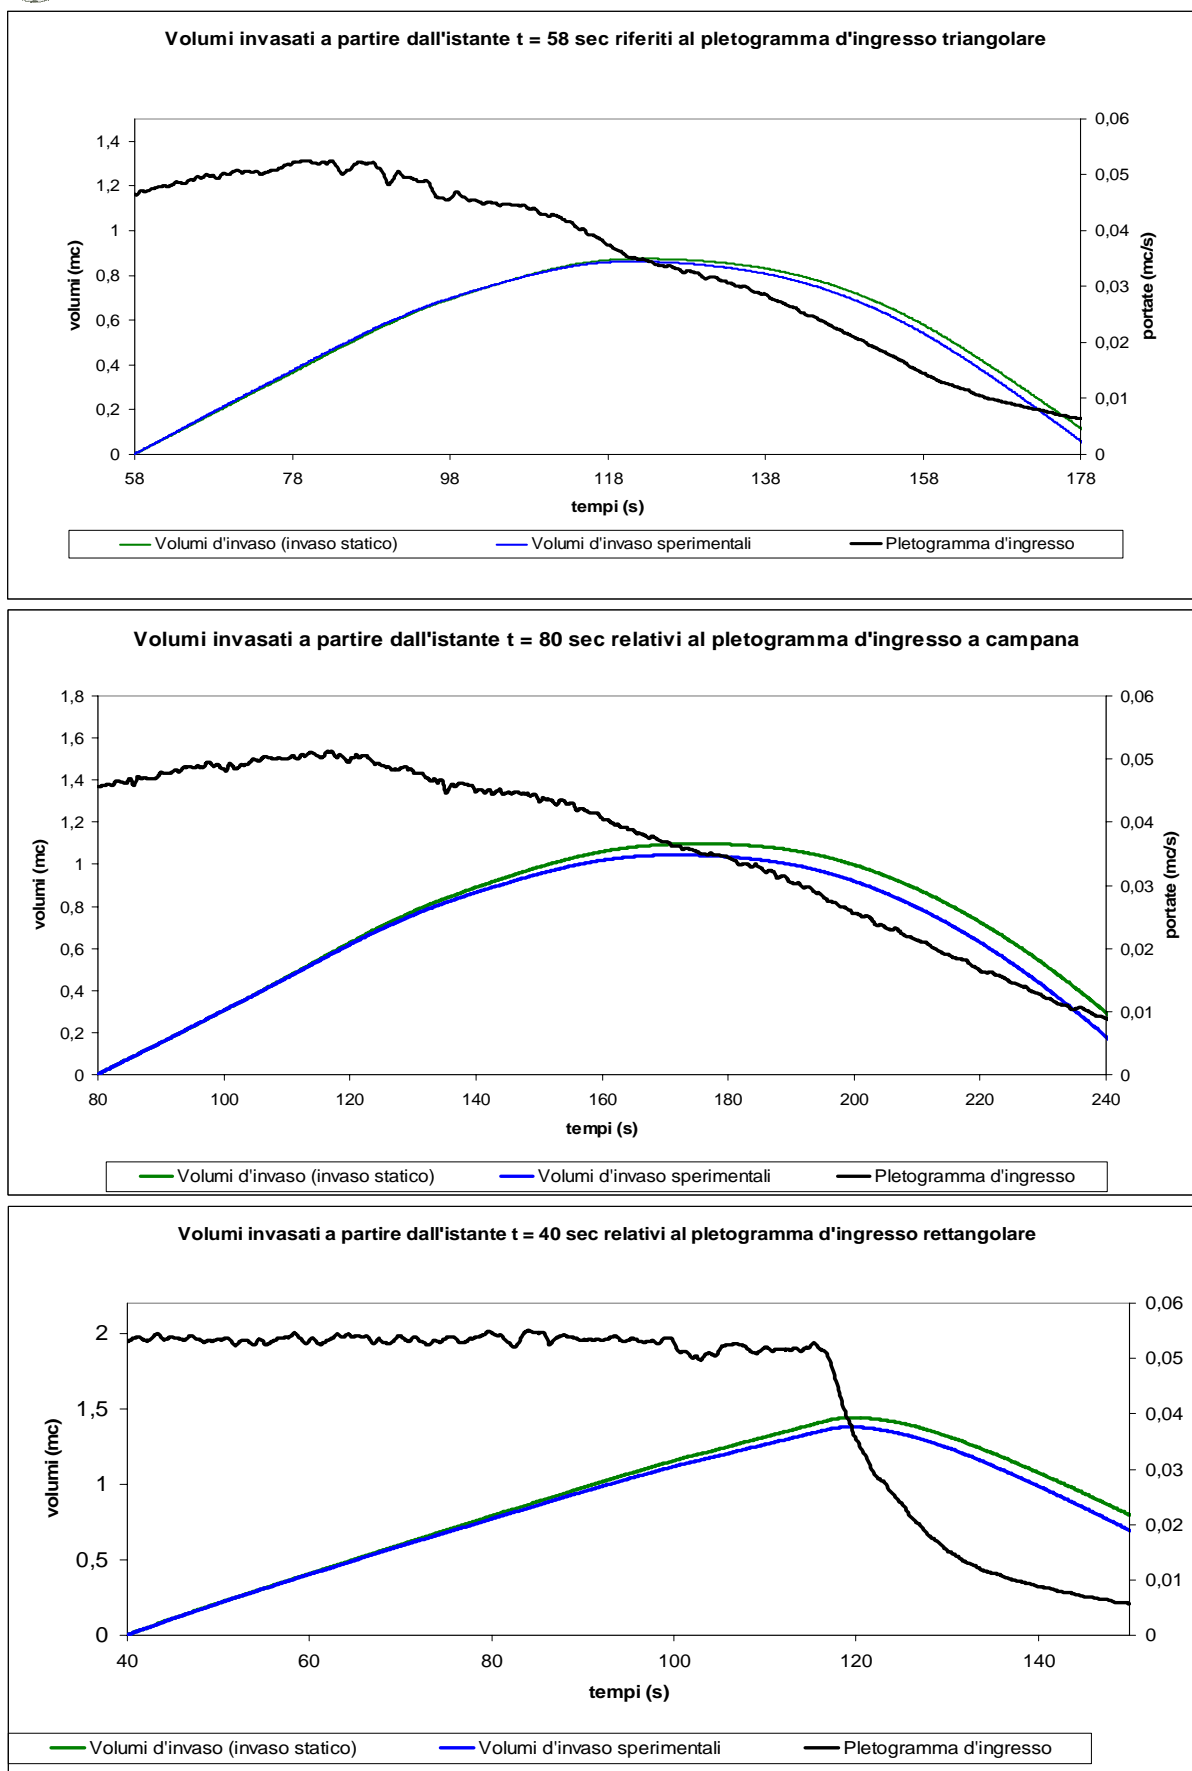 Volumi invasati a partire dall'istante t = 58 sec riferiti al pletogramma d'ingresso triangolare
1,4
1,2
1
0,8
0,6
0,4
0,2
0
volumi (mc)
0,06
0,05
0,04
0,03
0,02
0,01
0
portate (mc/s)
58 78 98 118 138 158 178
tempi (s)
Volumi d'invaso (invaso statico) Volumi d'invaso sperimentali Pletogramma d'ingresso
Volumi invasati a partire dall'istante t = 80 sec relativi al pletogramma d'ingresso a campana
1,8
1,6
1,4
1,2
1
0,8
0,6
0,4
0,2
0
volumi (mc)
0,06
0,05
0,04
0,03
0,02
0,01
0
portate (mc/s)
80 100 120 140 160 180 200 220 240
tempi (s)
Volumi d'invaso (invaso statico) Volumi d'invaso sperimentali Pletogramma d'ingresso
Volumi invasati a partire dall'istante t = 40 sec relativi al pletogramma d'ingresso rettangolare
2
1,5
1
0,5
0
volumi (mc)
0,06
0,05
0,04
0,03
0,02
0,01
0
40 60 80 100 120 140
tempi (s)
Volumi d'invaso (invaso statico) Volumi d'invaso sperimentali Pletogramma d'ingresso